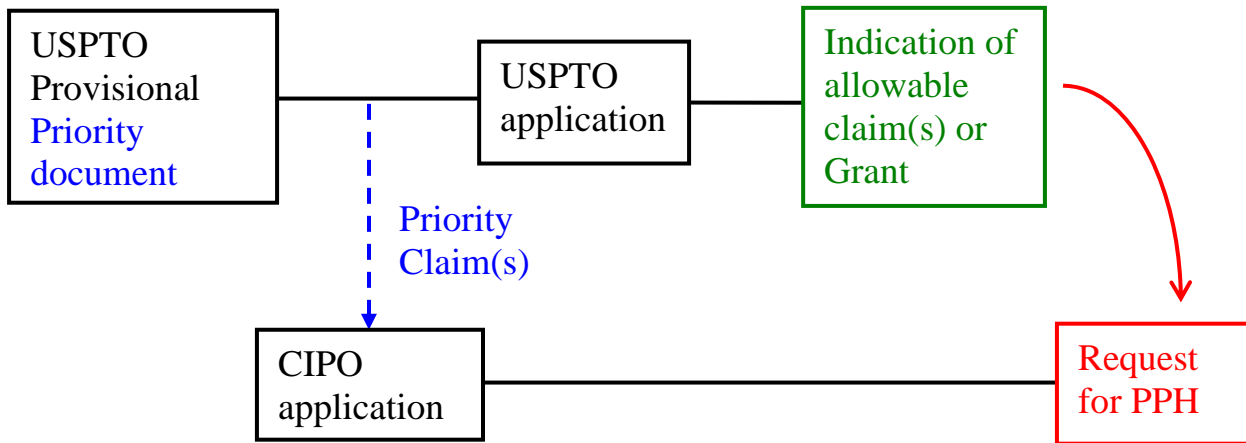 USPTO
Provisional
Priority
document
USPTO
application
Indication of
allowable
claim(s) or
Grant
Priority
Claim(s)
CIPO
application
Request
for PPH